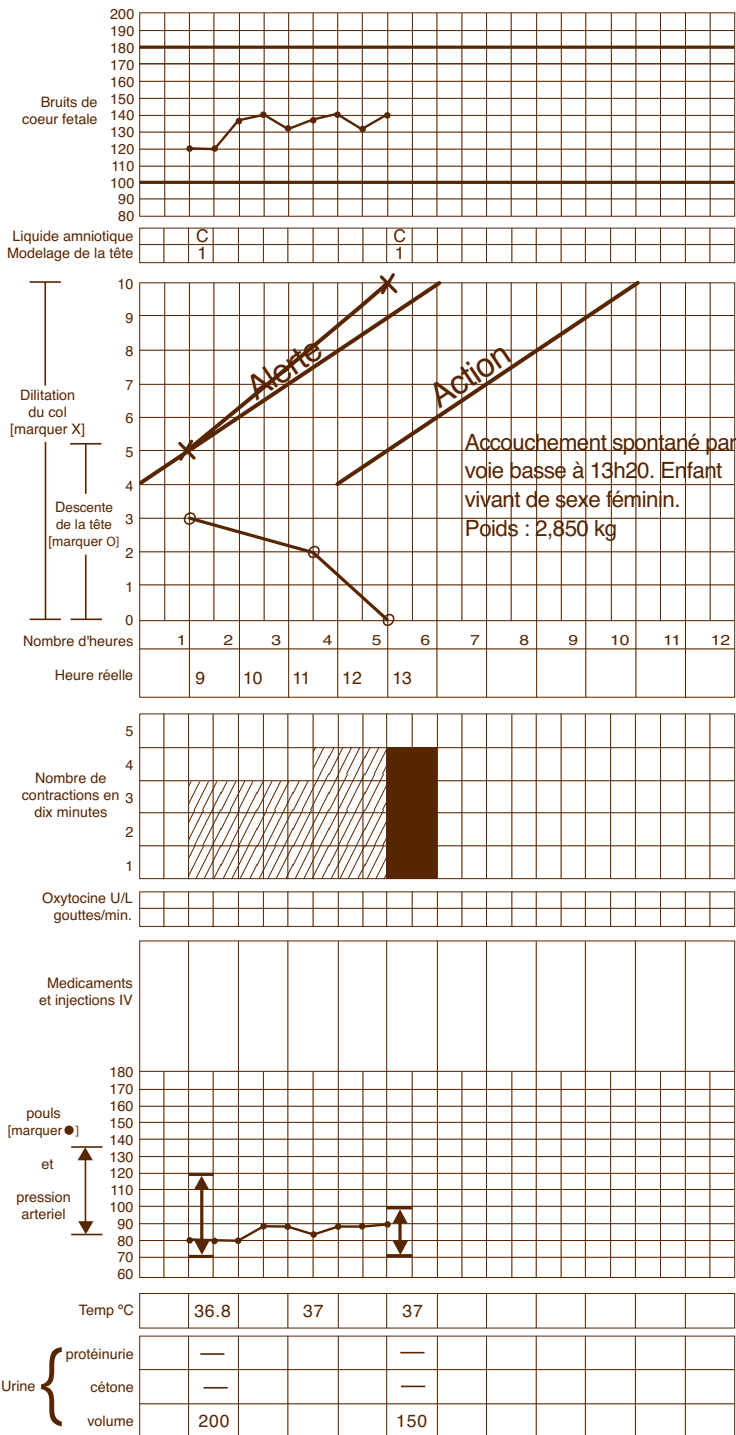 200
190
180
170
160
150
140
130
120
110
100
90
80
Bruits de
coeur fetale
Liquide amniotique C C
Modelage de la tête 1 1
10
9
8
7
6
5
4
3
2
1
0
Dilitation
du col
[marquer X]
Descente
de la tête
[marquer O]
Alerte
Action
Accouchement spontané par
voie basse à 13h20. Enfant
vivant de sexe féminin.
Poids : 2,850 kg
Nombre d'heures 1 2 3 4 5 6 7 8 9 10 11 12
Heure réelle 9 10 11 12 13
5
4
3
2
1
Nombre de
contractions en
dix minutes
Oxytocine U/L
gouttes/min.
Medicaments
et injections IV
180
170
160
150
140
130
120
110
100
90
80
70
60
pouls
[marquer ●]
et
pression
arteriel
Temp ºC 36.8 37 37
Urine
protéinurie — —
cétone — —
volume 200 150